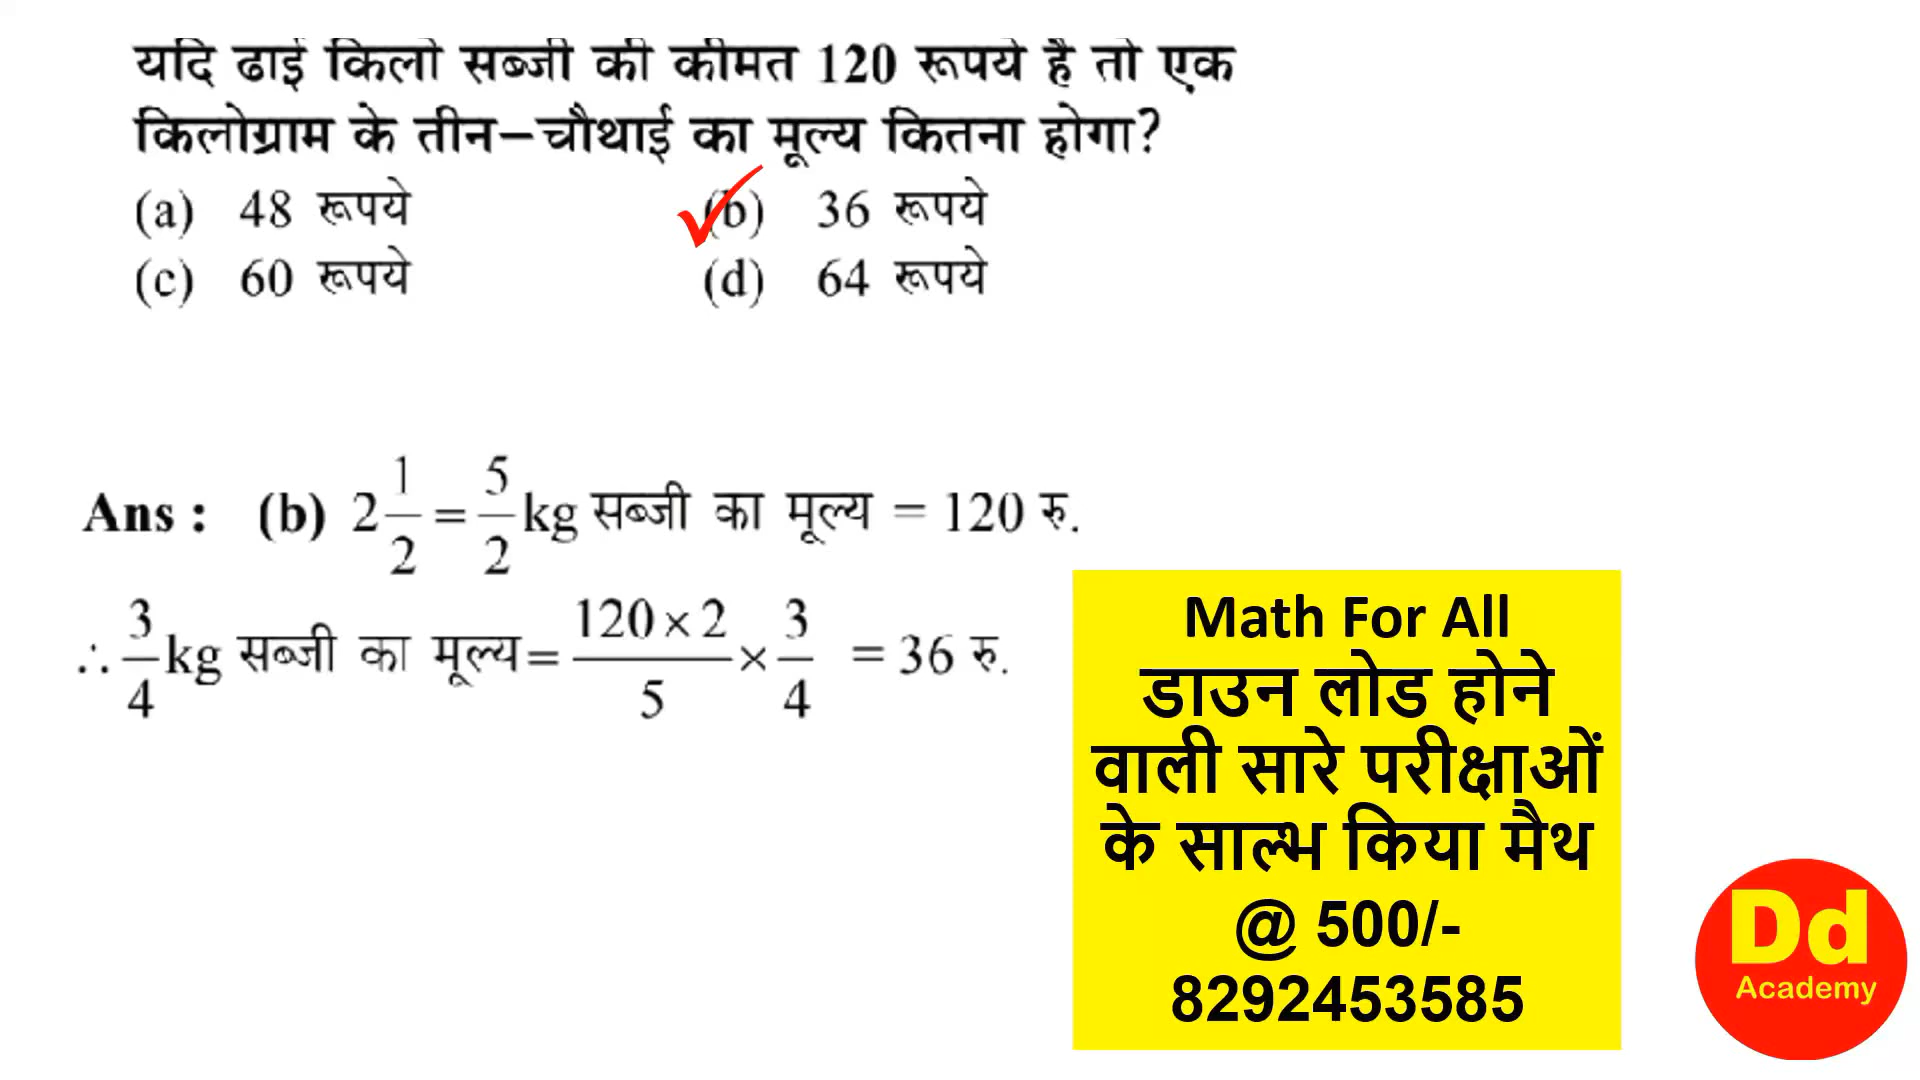 यदि ढाई किलो सब्जी की कीमत 120 रूपये है तो एक
किलोग्राम के तीन–चौथाई का मूल्य कितना होगा?
(a) 48 रूपये (b) 36 रूपये
(c) 60 रूपये (d) 64 रूपये
Ans : (b) 2 1/2 = 5/2 kg सब्जी का मूल्य = 120 रु.
∴ 3/4 kg सब्जी का मूल्य = 120 × 2/5 × 3/4 = 36 रु.
Math For All
डाउन लोड होने
वाली सारे परीक्षाओं
के साल्भ किया मैथ
@ 500/-
8292453585
Dd
Academy